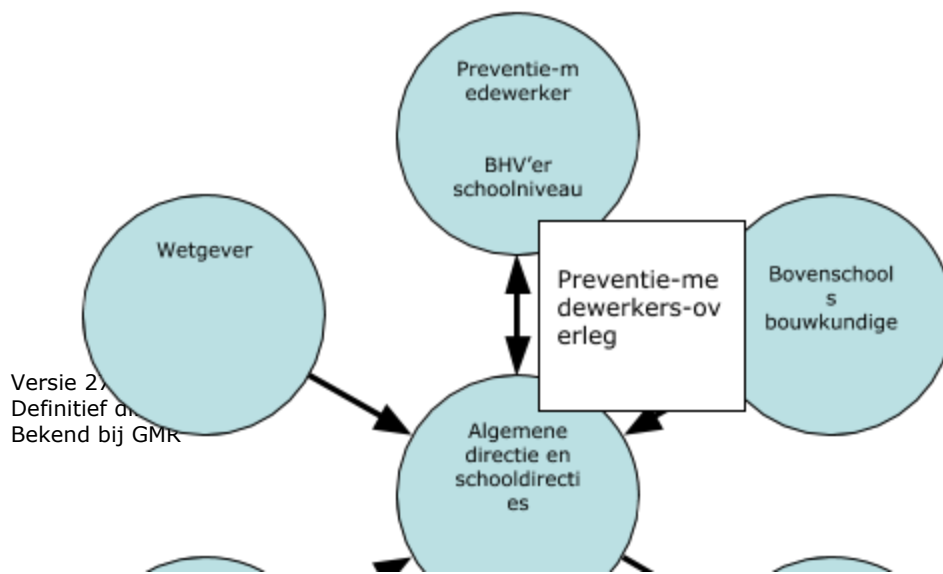 Preventie-m
edewerker
BHV'er
schoolniveau
Wetgever
Preventie-me
dewerkers-ov
erleg
Bovenschool
s
bouwkundige
Versie
Definitief
Bekend bij GMR
Algemene
directie en
schooldirecti
es